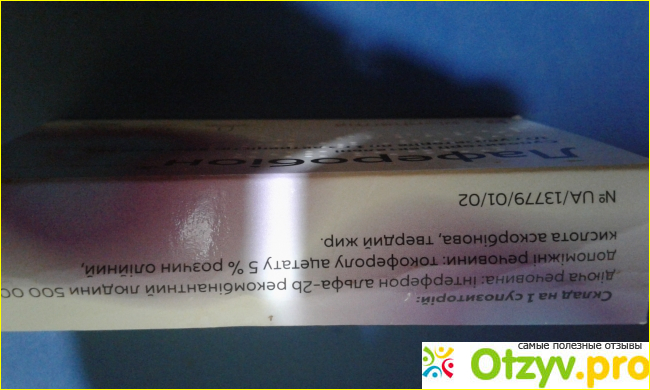 Склад на 1 супозиторій:
діюча речовина: інтерферон альфа-2b рекомбінантний людини 500 00
допоміжні речовини: токоферолу ацетату 5 % розчин олійний,
кислота аскорбінова, твердий жир.
№ UA/13779/01/02
Лаферобіон
самые полезные отзывы
Otzyv.pro